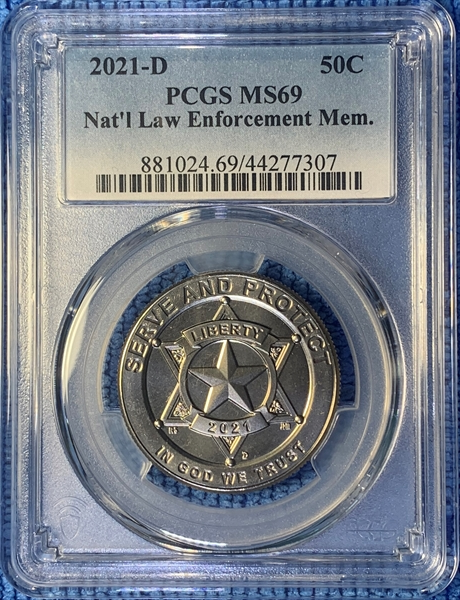 2021-D 50C
PCGS MS69
Nat'l Law Enforcement Mem.
881024.69/44277307
SERVE AND PROTECT
LIBERTY
2021
D
IN GOD WE TRUST